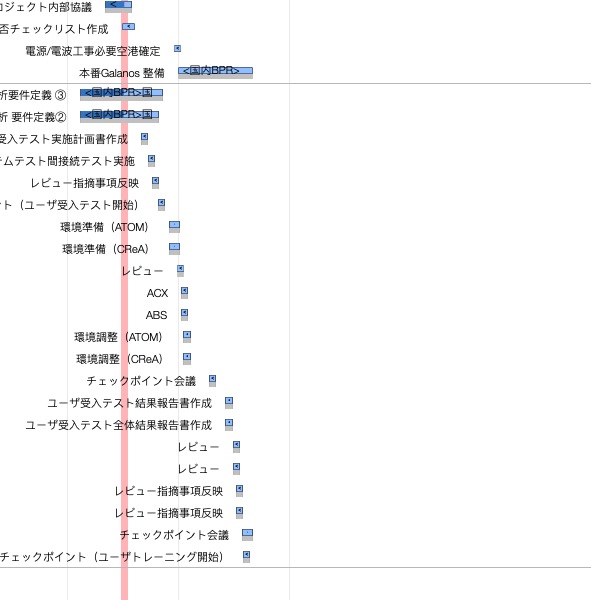 ロジェクト内部協議
否チェックリスト作成
電源/電波工事必要空港確定
本番Galanos 整備 <国内BPR>
析要件定義 ③ <国内BPR>国
析 要件定義② <国内BPR>国
受入テスト実施計画書作成
テムテスト間接続テスト実施
レビュー指摘事項反映
ント（ユーザ受入テスト開始）
環境準備（ATOM）
環境準備（CReA）
レビュー
ACX
ABS
環境調整（ATOM）
環境調整（CReA）
チェックポイント会議
ユーザ受入テスト結果報告書作成
ユーザ受入テスト全体結果報告書作成
レビュー
レビュー
レビュー指摘事項反映
レビュー指摘事項反映
チェックポイント会議
チェックポイント（ユーザトレーニング開始）